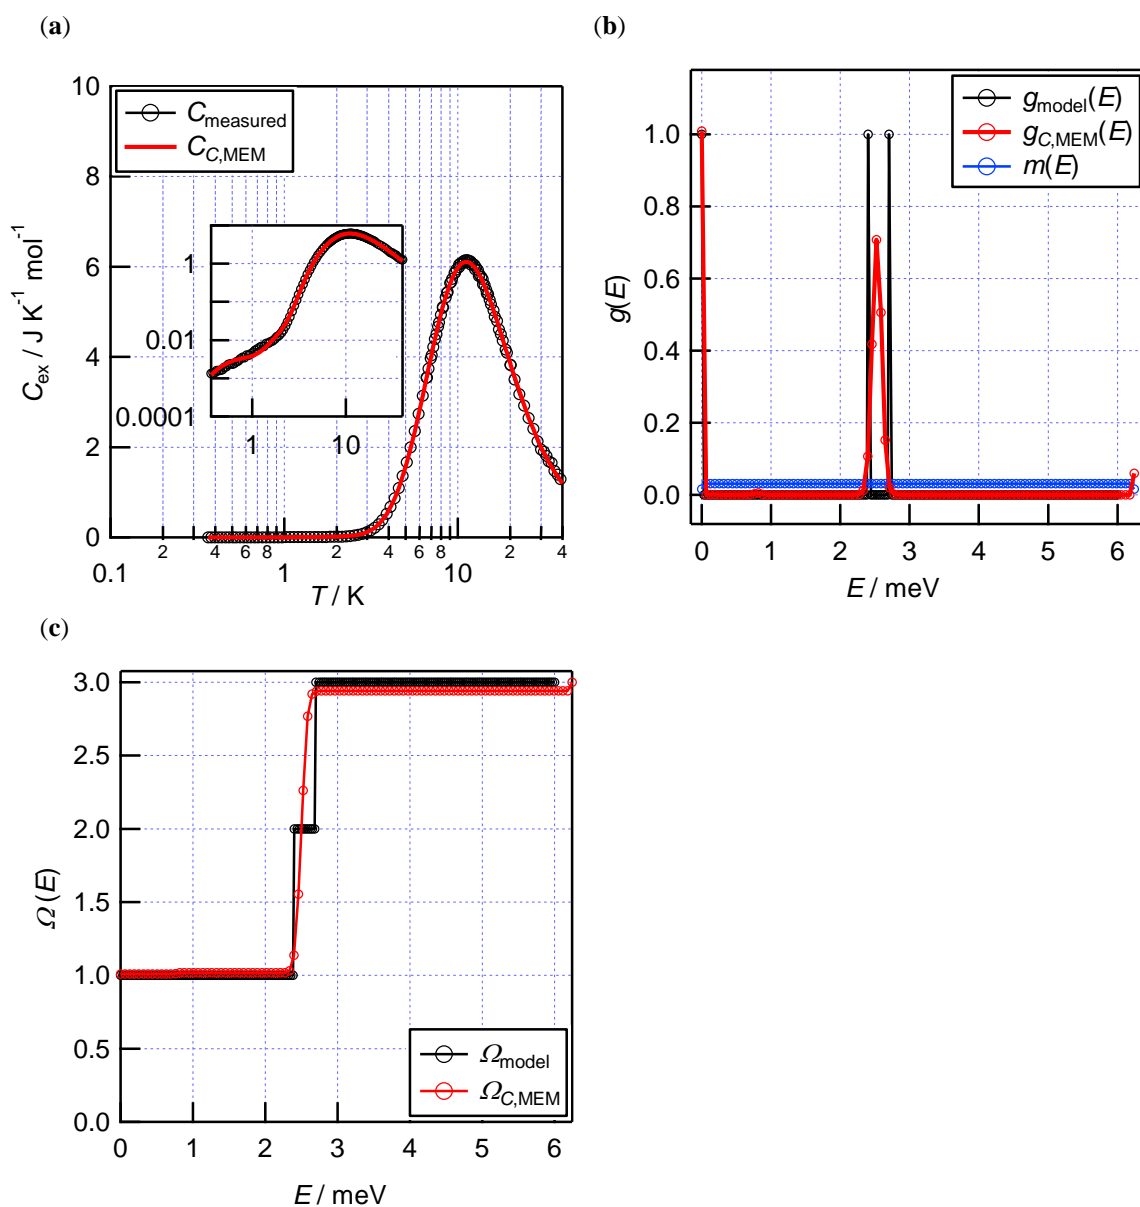 (a)
C_ex / J K⁻¹ mol⁻¹
10
8
6
4
2
0
C_measured
C_C,MEM
1
0.01
0.0001
1 10
2 4 6 8 2 4 6 8 2 4
0.1 1 10
T / K
(b)
g(E)
1.0
0.8
0.6
0.4
0.2
0.0
g_model(E)
g_C,MEM(E)
m(E)
0 1 2 3 4 5 6
E / meV
(c)
Ω(E)
3.0
2.5
2.0
1.5
1.0
0.5
0.0
Ω_model
Ω_C,MEM
0 1 2 3 4 5 6
E / meV